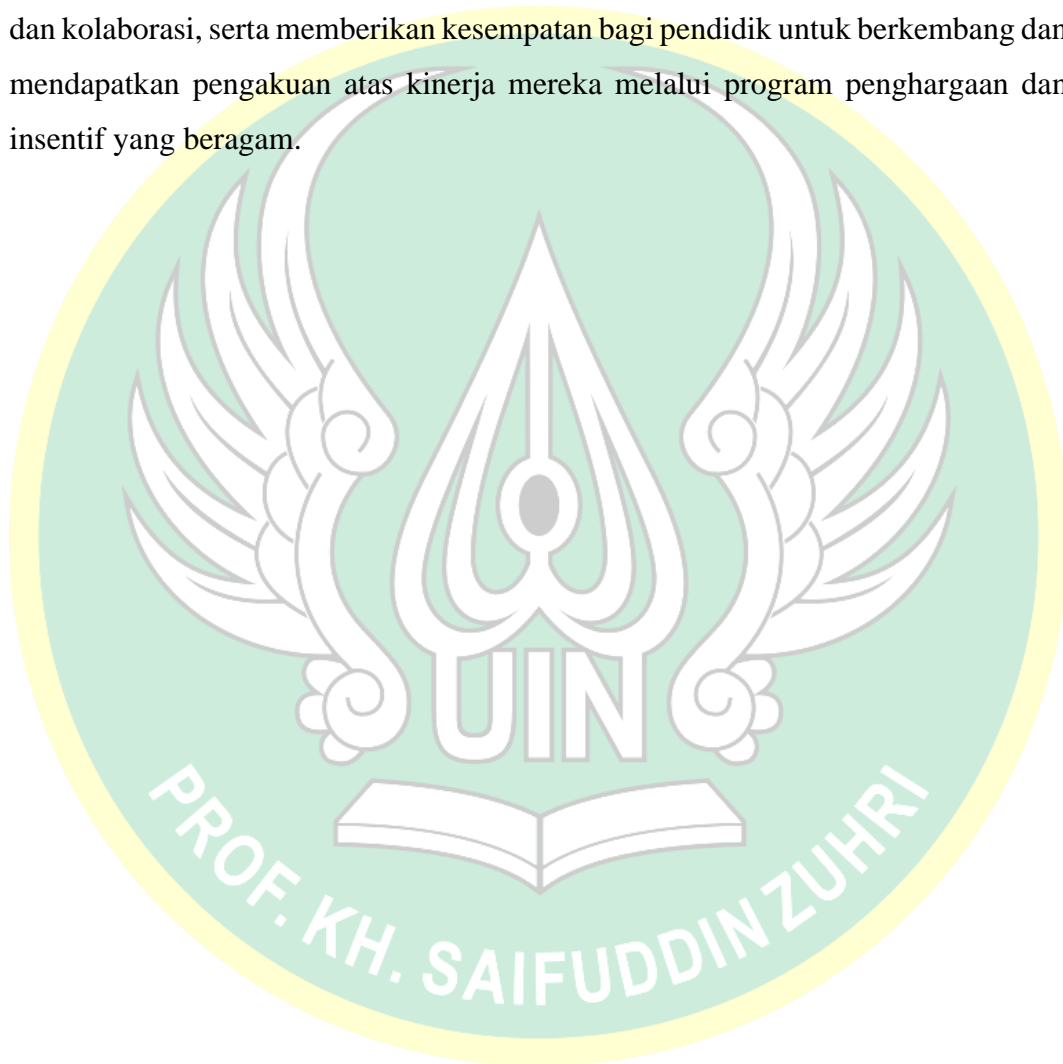 dan kolaborasi, serta memberikan kesempatan bagi pendidik untuk berkembang dan
mendapatkan pengakuan atas kinerja mereka melalui program penghargaan dan
insentif yang beragam.
UIN
PROF. KH. SAIFUDDIN ZUHRI